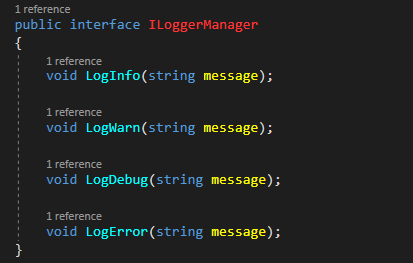 1 reference
public interface ILoggerManager
{
1 reference
void LogInfo(string message);
1 reference
void LogWarn(string message);
1 reference
void LogDebug(string message);
1 reference
void LogError(string message);
}